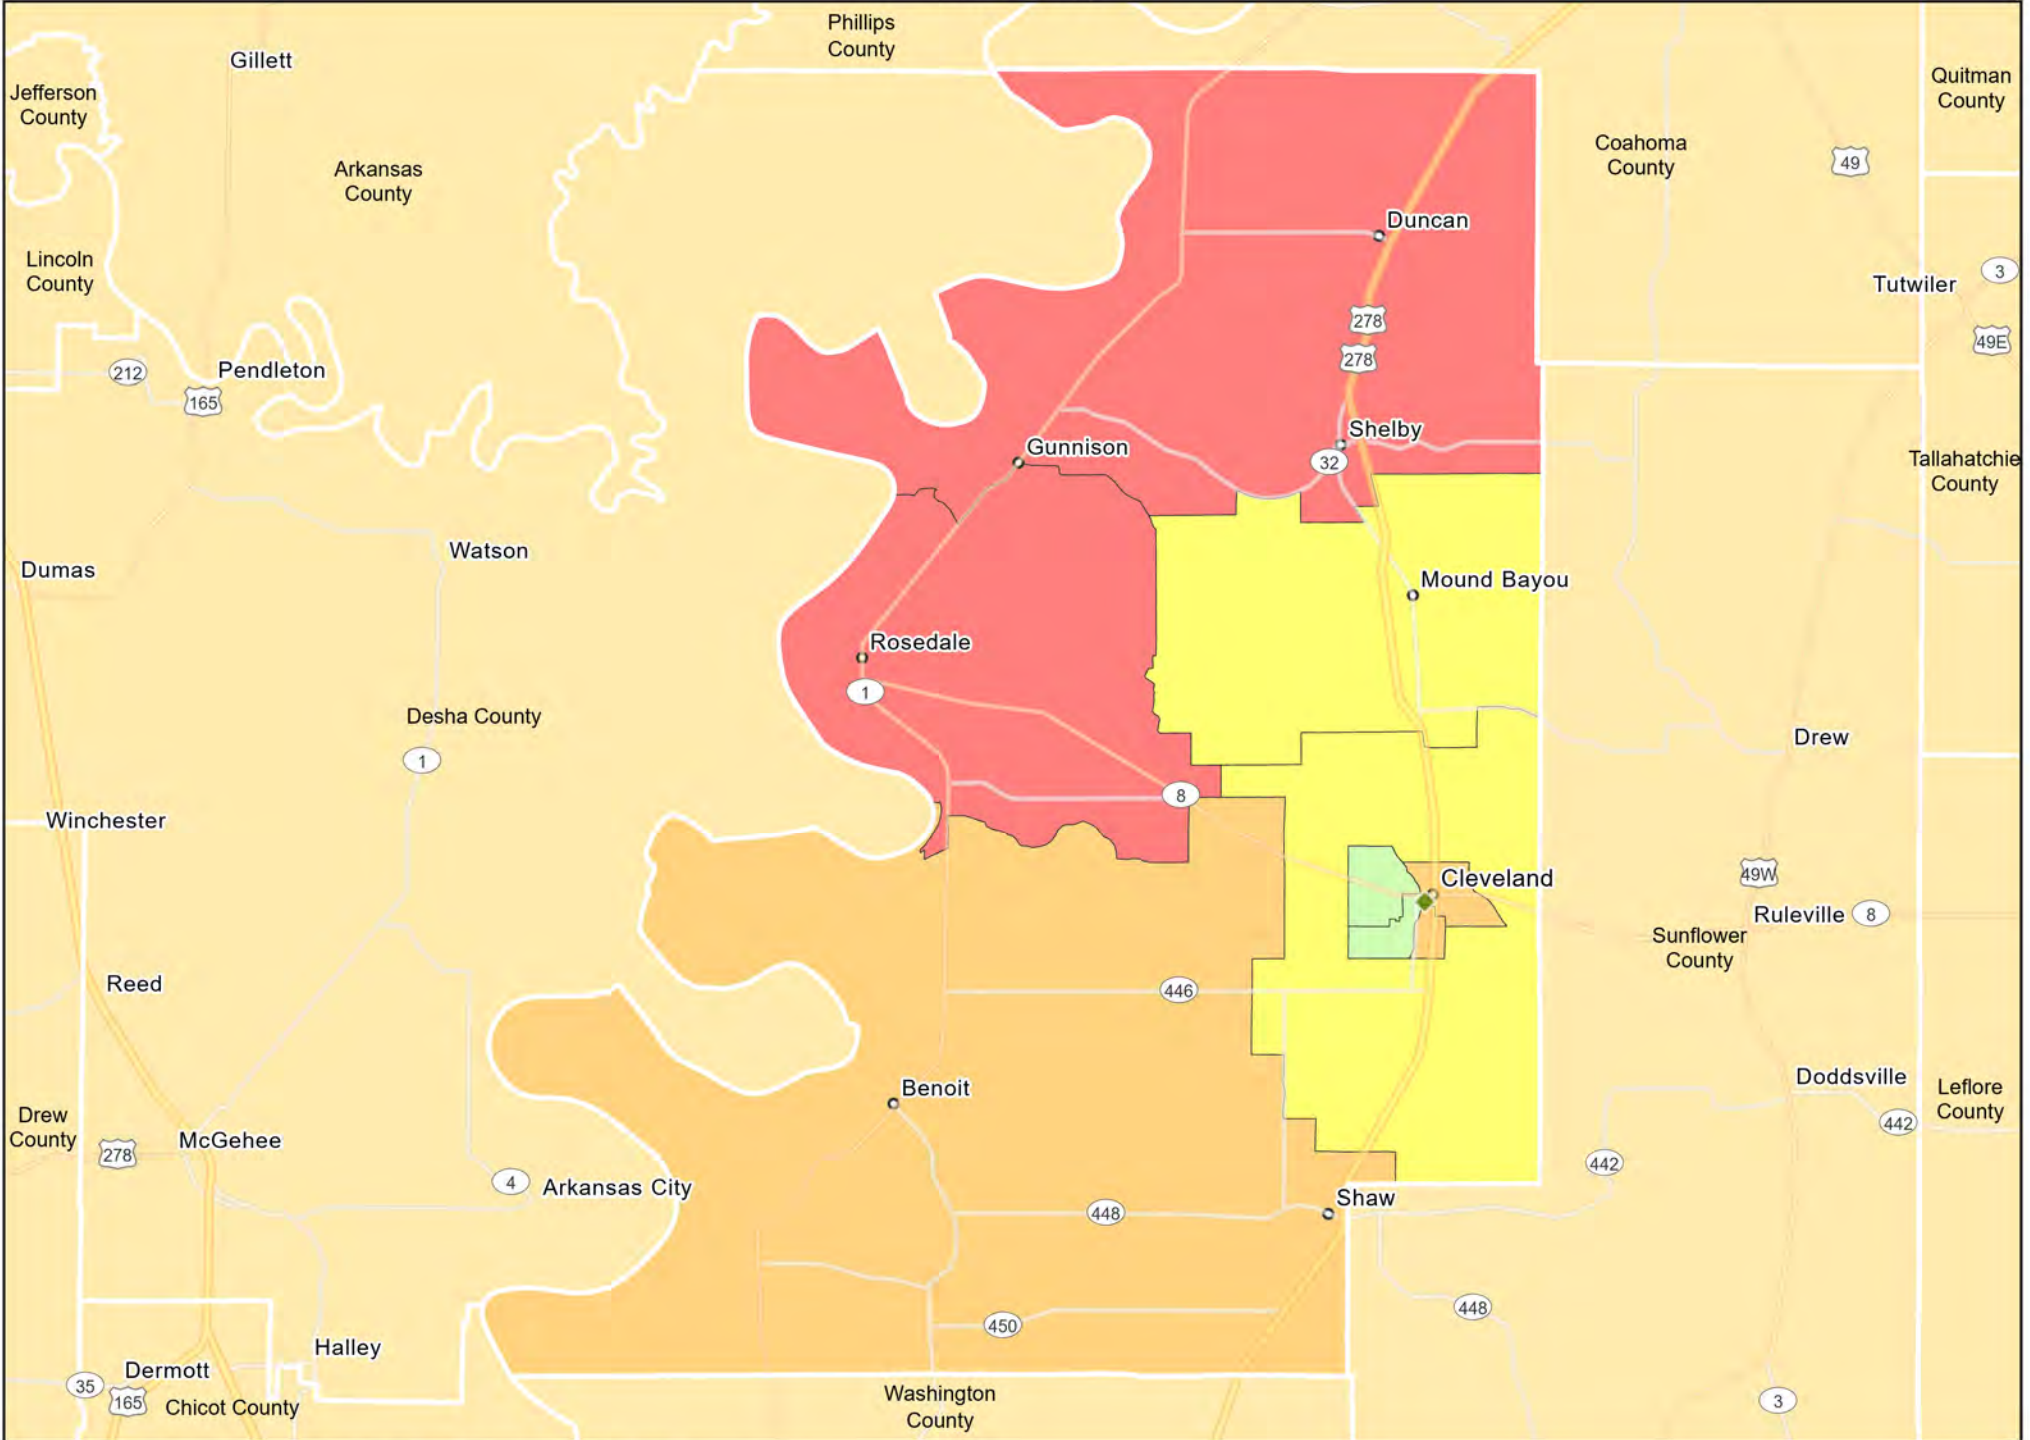 Phillips
County
Gillett
Quitman
County
Jefferson
County
Coahoma
County
49
Arkansas
County
Duncan
Lincoln
County
3
Tutwiler
278
49E
278
212
Pendleton
165
Shelby
Gunnison
32
Tallahatchie
County
Watson
Dumas
Mound Bayou
Rosedale
1
Desha County
Drew
1
8
Winchester
49W
Cleveland
Ruleville
8
Sunflower
County
Reed
446
Doddsville
Benoit
Leflore
County
Drew
County
442
McGehee
278
442
4
Arkansas City
Shaw
448
448
450
Halley
Dermott
35
165
Chicot County
Washington
County
3